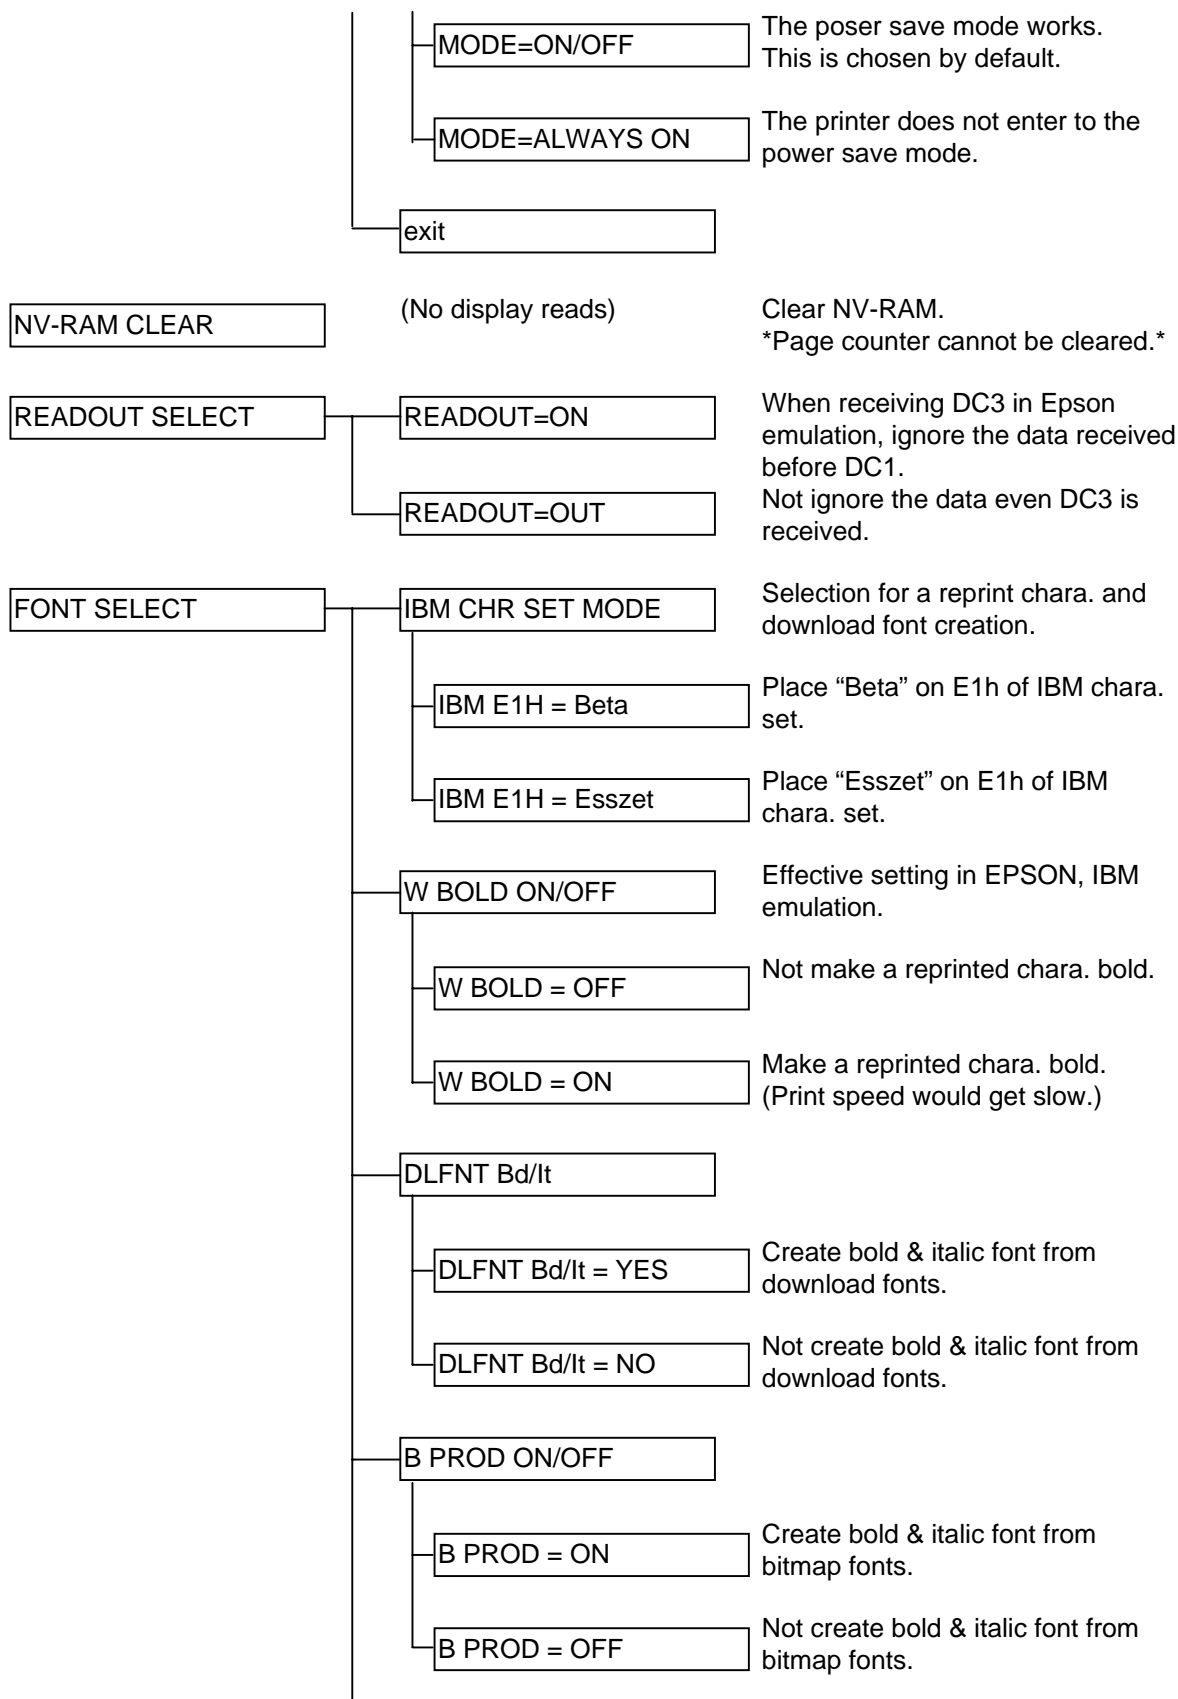 MODE=ON/OFF
The poser save mode works.
This is chosen by default.
MODE=ALWAYS ON
The printer does not enter to the
power save mode.
exit
NV-RAM CLEAR
(No display reads)
Clear NV-RAM.
*Page counter cannot be cleared.*
READOUT SELECT
READOUT=ON
When receiving DC3 in Epson
emulation, ignore the data received
before DC1.
READOUT=OUT
Not ignore the data even DC3 is
received.
FONT SELECT
IBM CHR SET MODE
Selection for a reprint chara. and
download font creation.
IBM E1H = Beta
Place “Beta” on E1h of IBM chara.
set.
IBM E1H = Esszet
Place “Esszet” on E1h of IBM
chara. set.
W BOLD ON/OFF
Effective setting in EPSON, IBM
emulation.
W BOLD = OFF
Not make a reprinted chara. bold.
W BOLD = ON
Make a reprinted chara. bold.
(Print speed would get slow.)
DLFNT Bd/It
DLFNT Bd/It = YES
Create bold & italic font from
download fonts.
DLFNT Bd/It = NO
Not create bold & italic font from
download fonts.
B PROD ON/OFF
B PROD = ON
Create bold & italic font from
bitmap fonts.
B PROD = OFF
Not create bold & italic font from
bitmap fonts.